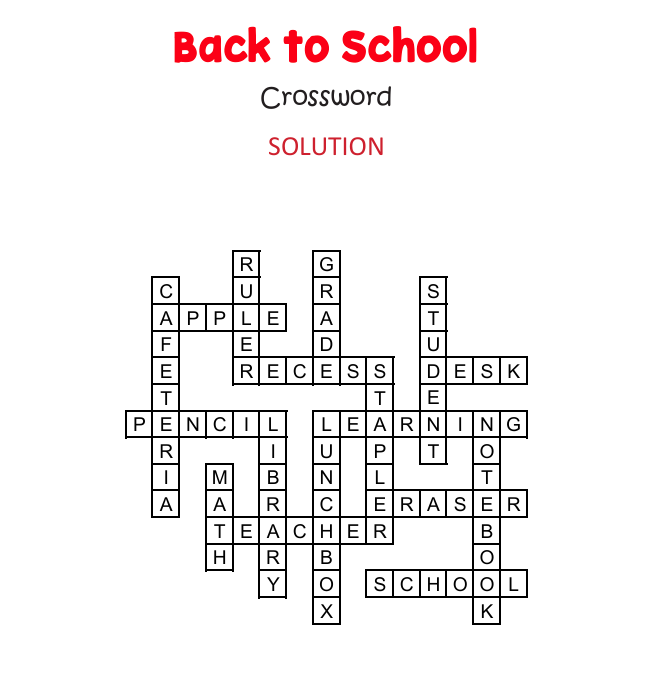 Back to School
Crossword
SOLUTION
R G
C U R S
A P P L E A T
F E D U
E R E C E S S D E S K
T T E
P E N C I L L E A R N I N G
R I U P T O
I M B N L T
A A R C E R A S E R
T E A C H E R B
H R B O
Y O S C H O O L
X K